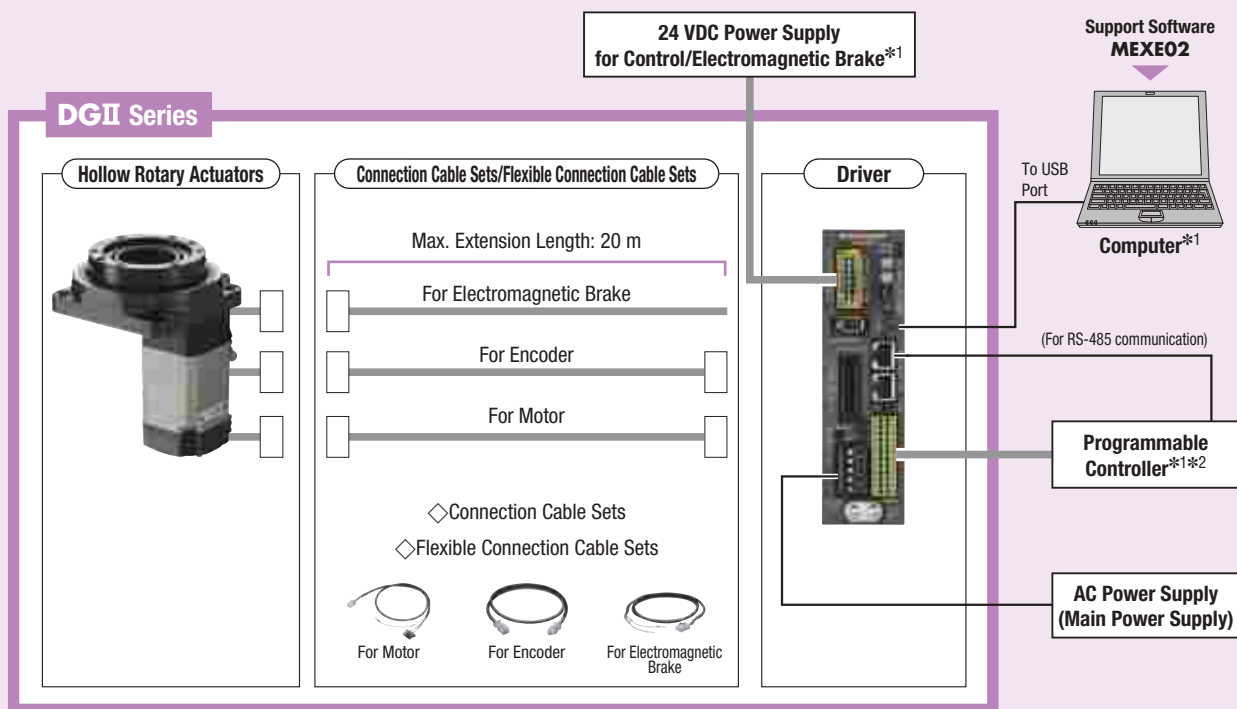 24 VDC Power Supply
for Control/Electromagnetic Brake*1
Support Software
MEXE02
DGII Series
Hollow Rotary Actuators
Connection Cable Sets/Flexible Connection Cable Sets
Driver
To USB
Port
Computer*1
Max. Extension Length: 20 m
For Electromagnetic Brake
(For RS-485 communication)
For Encoder
For Motor
Programmable
Controller*1*2
◇Connection Cable Sets
◇Flexible Connection Cable Sets
AC Power Supply
(Main Power Supply)
For Motor
For Encoder
For Electromagnetic
Brake